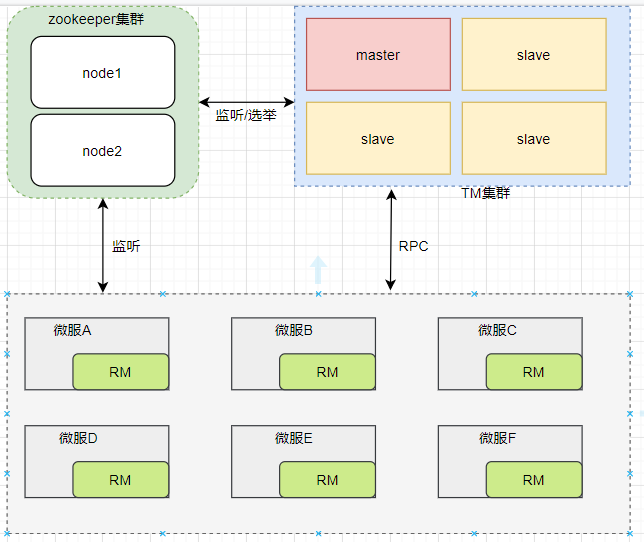 zookeeper集群
node1
node2
监听/选举
master
slave
slave
slave
TM集群
监听
RPC
微服A
RM
微服B
RM
微服C
RM
微服D
RM
微服E
RM
微服F
RM